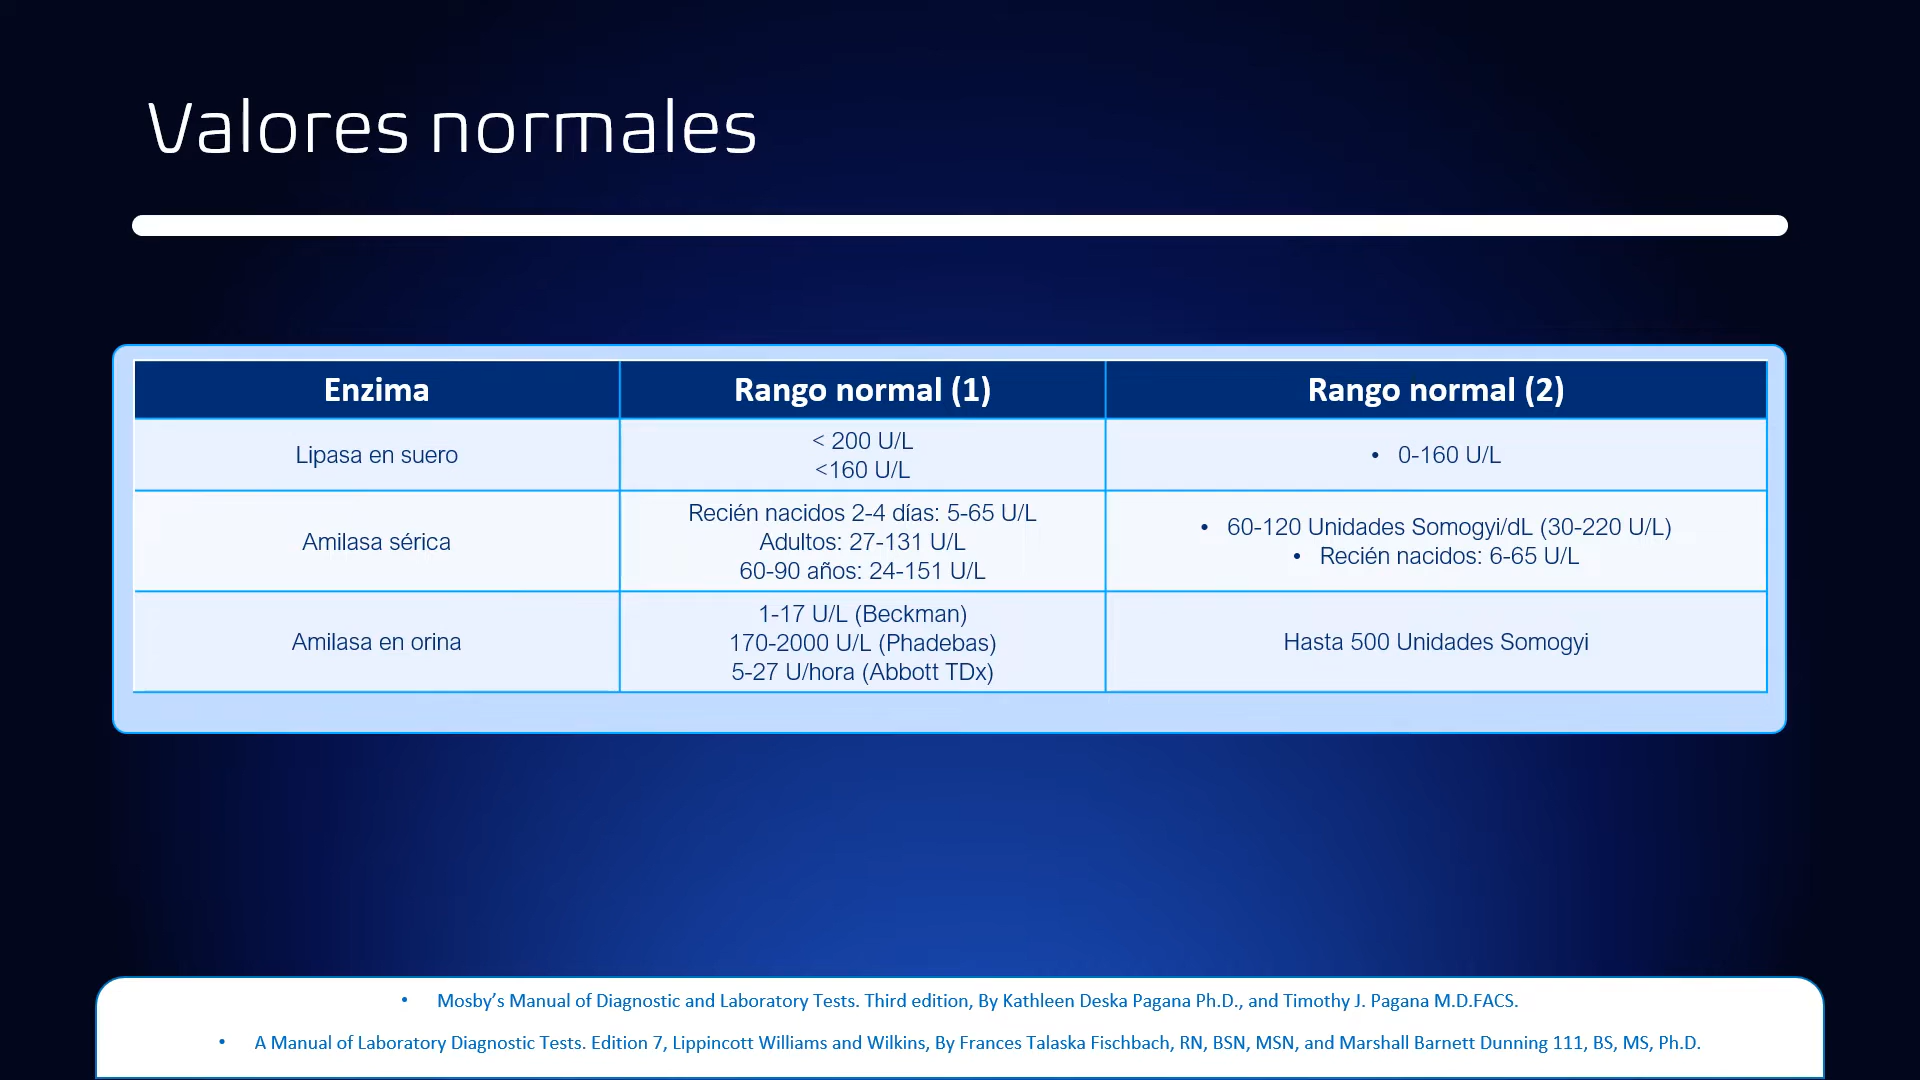 Valores normales
Enzima
Rango normal (1)
Rango normal (2)
Lipasa en suero
< 200 U/L
<160 U/L
• 0-160 U/L
Amilasa sérica
Recién nacidos 2-4 días: 5-65 U/L
Adultos: 27-131 U/L
60-90 años: 24-151 U/L
• 60-120 Unidades Somogyi/dL (30-220 U/L)
• Recién nacidos: 6-65 U/L
Amilasa en orina
1-17 U/L (Beckman)
170-2000 U/L (Phadebas)
5-27 U/hora (Abbott TDx)
Hasta 500 Unidades Somogyi
• Mosby’s Manual of Diagnostic and Laboratory Tests. Third edition, By Kathleen Deska Pagana Ph.D., and Timothy J. Pagana M.D.FACS.
• A Manual of Laboratory Diagnostic Tests. Edition 7, Lippincott Williams and Wilkins, By Frances Talaska Fischbach, RN, BSN, MSN, and Marshall Barnett Dunning 111, BS, MS, Ph.D.